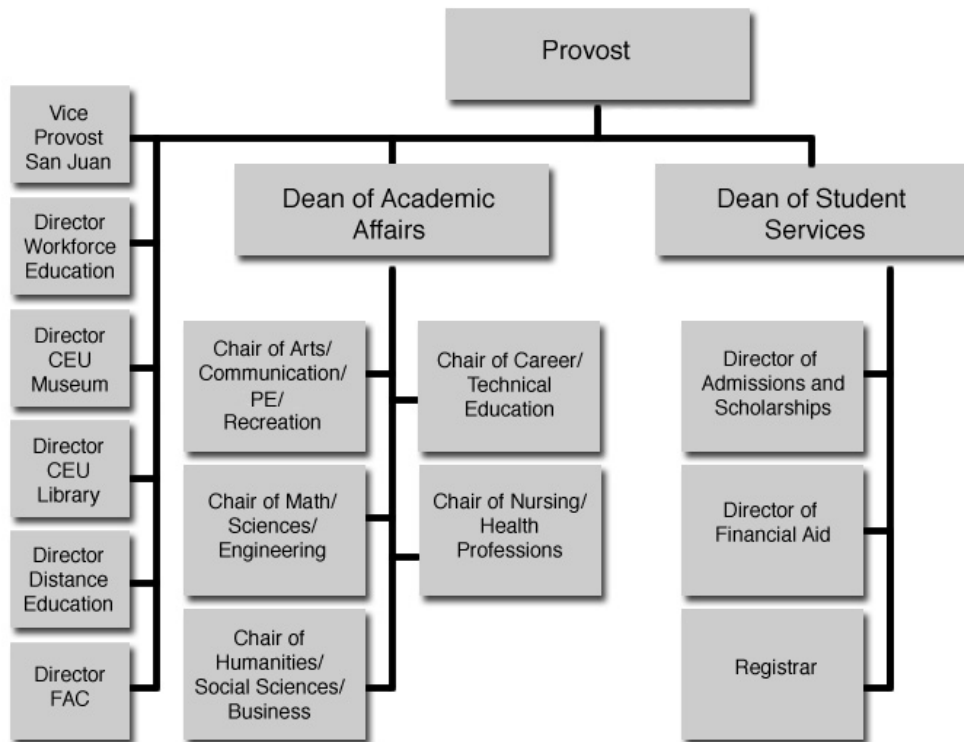 Provost
Vice
Provost
San Juan
Director
Workforce
Education
Director
CEU
Museum
Director
CEU
Library
Director
Distance
Education
Director
FAC
Dean of Academic
Affairs
Chair of Arts/
Communication/
PE/
Recreation
Chair of Career/
Technical
Education
Chair of Math/
Sciences/
Engineering
Chair of Nursing/
Health
Professions
Chair of
Humanities/
Social Sciences/
Business
Dean of Student
Services
Director of
Admissions and
Scholarships
Director of
Financial Aid
Registrar